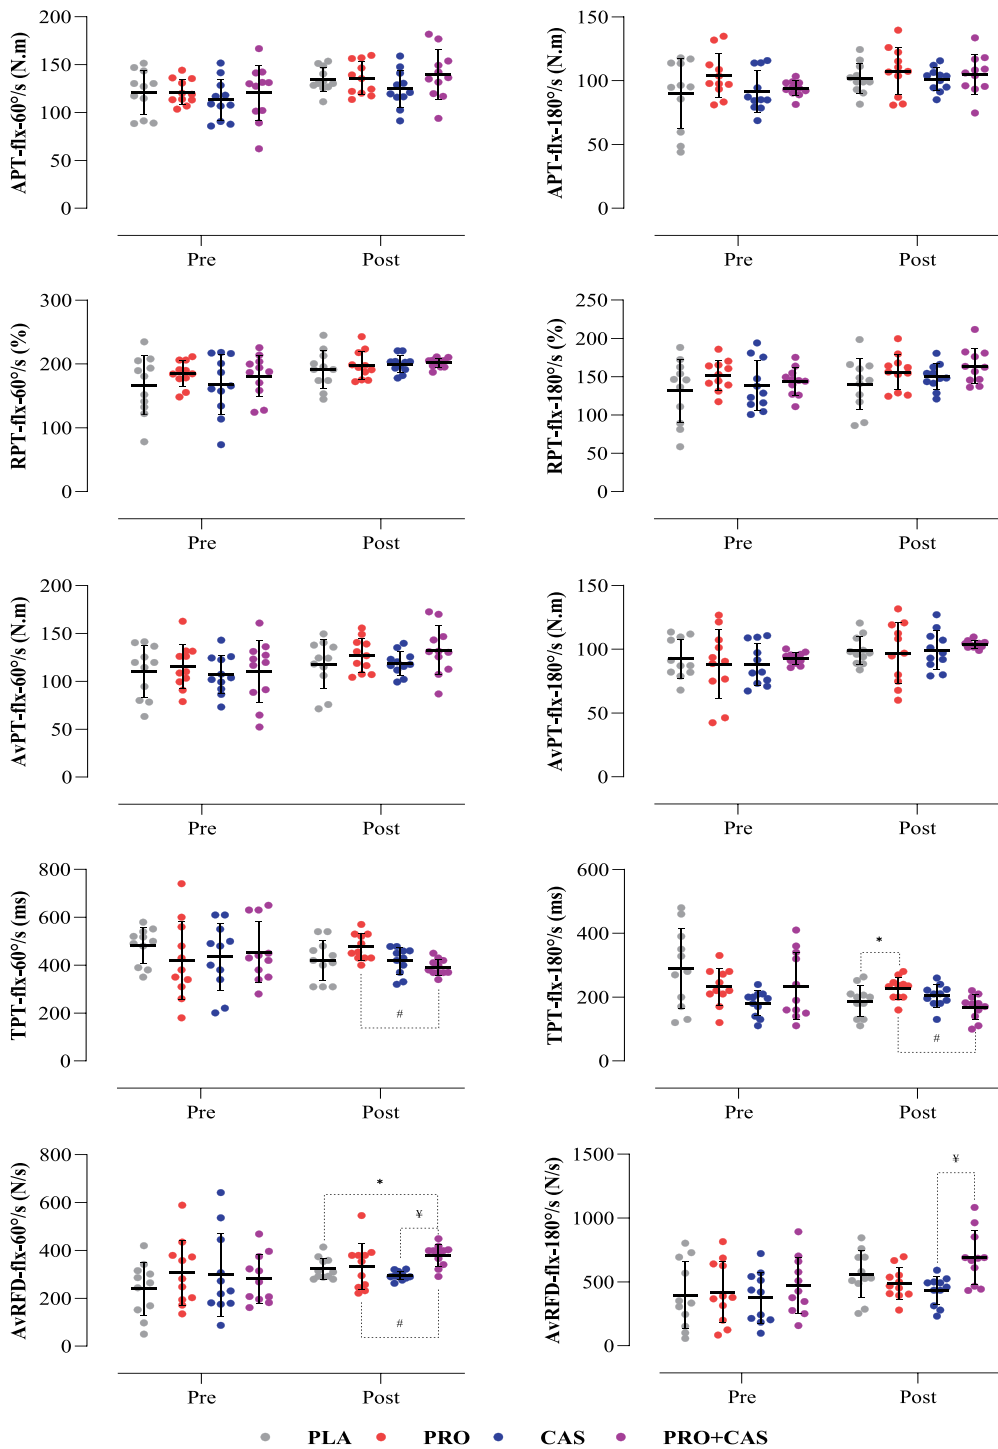 APT-flx-60°/s (N.m)
200
150
100
50
0
Pre
Post
APT-flx-180°/s (N.m)
150
100
50
0
Pre
Post
RPT-flx-60°/s (%)
300
200
100
0
Pre
Post
RPT-flx-180°/s (%)
250
200
150
100
50
0
Pre
Post
AvPT-flx-60°/s (N.m)
200
150
100
50
0
Pre
Post
AvPT-flx-180°/s (N.m)
150
100
50
0
Pre
Post
TPT-flx-60°/s (ms)
800
600
400
200
0
#
Pre
Post
TPT-flx-180°/s (ms)
600
400
200
0
*
#
Pre
Post
AvRFD-flx-60°/s (N/s)
800
600
400
200
0
*
¥
#
Pre
Post
AvRFD-flx-180°/s (N/s)
1500
1000
500
0
¥
Pre
Post
PLA PRO CAS PRO+CAS